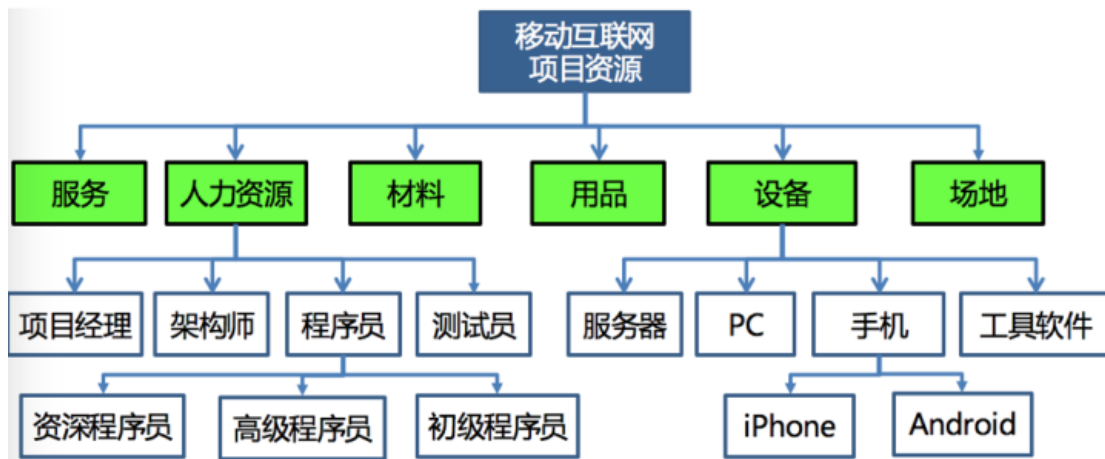 移动互联网
项目资源
服务
人力资源
材料
用品
设备
场地
项目经理
架构师
程序员
测试员
服务器
PC
手机
工具软件
资深程序员
高级程序员
初级程序员
iPhone
Android